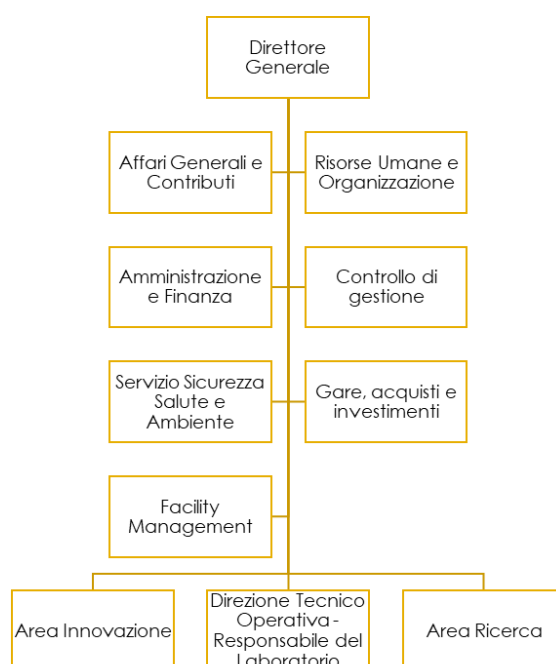 Direttore
Generale
Affari Generali e
Contributi
Risorse Umane e
Organizzazione
Amministrazione
e Finanza
Controllo di
gestione
Servizio Sicurezza
Salute e
Ambiente
Gare, acquisti e
investimenti
Facility
Management
Area Innovazione
Direzione Tecnico
Operativa -
Responsabile del
Laboratorio
Area Ricerca